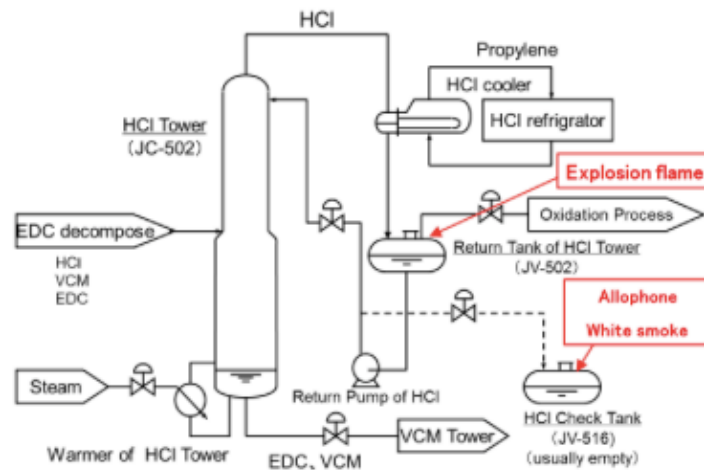 HCl
Propylene
HCl cooler
HCl refrigrator
HCl Tower
(JC-502)
Explosion flame
EDC decompose
Oxidation Process
HCl
VCM
EDC
Return Tank of HCl Tower
(JV-502)
Allophone
White smoke
Steam
Return Pump of HCl
HCl Check Tank
(JV-516)
(usually empty)
VCM Tower
Warmer of HCl Tower
EDC, VCM